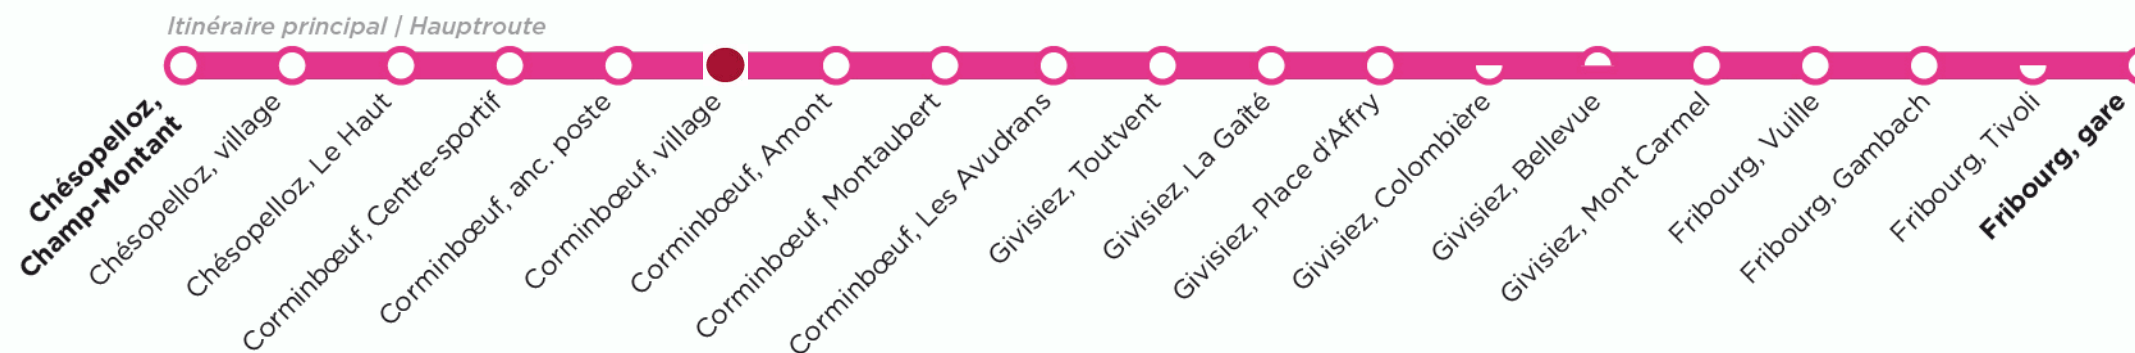 Itinéraire principal | Hauptroute
Chésopelloz,
Champ-Montant
Chésopelloz, village
Chésopelloz, Le Haut
Corminbœuf, Centre-sportif
Corminbœuf, anc. poste
Corminbœuf, village
Corminbœuf, Amont
Corminbœuf, Montaubert
Corminbœuf, Les Avudrans
Givisiez, Toutvent
Givisiez, La Gaîté
Givisiez, Place d'Affry
Givisiez, Colombière
Givisiez, Bellevue
Givisiez, Mont Carmel
Fribourg, Vuille
Fribourg, Gambach
Fribourg, Tivoli
Fribourg, gare